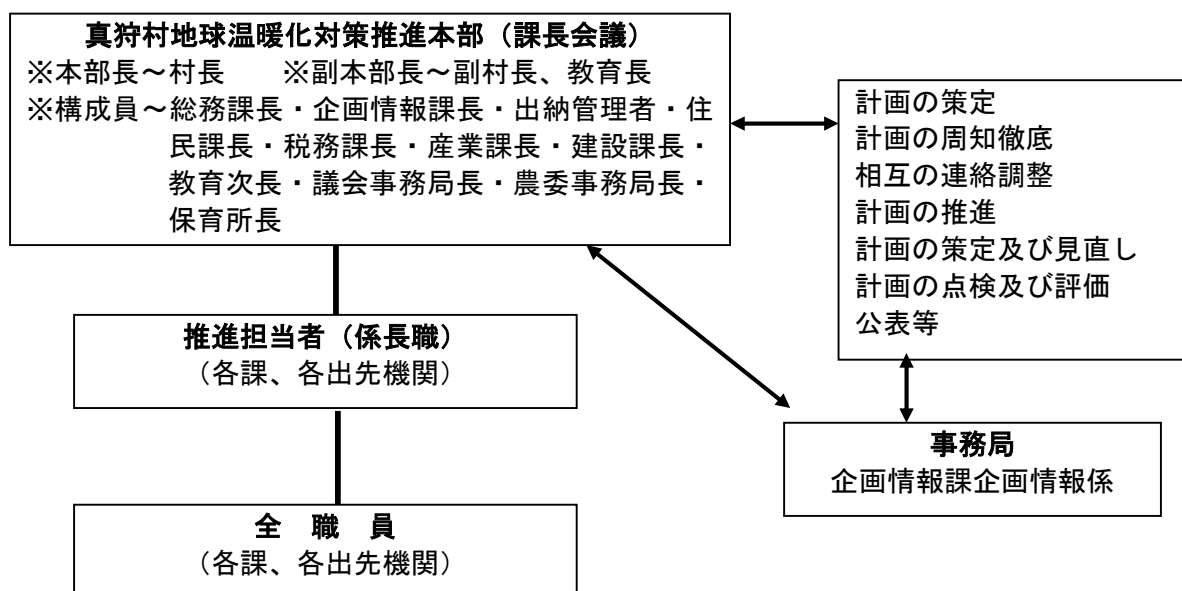 真狩村地球温暖化対策推進本部（課長会議）
※本部長～村長　　※副本部長～副村長、教育長
※構成員～総務課長・企画情報課長・出納管理者・住
民課長・税務課長・産業課長・建設課長・
教育次長・議会事務局長・農委事務局長・
保育所長
計画の策定
計画の周知徹底
相互の連絡調整
計画の推進
計画の策定及び見直し
計画の点検及び評価
公表等
推進担当者（係長職）
（各課、各出先機関）
事務局
企画情報課企画情報係
全　職　員
（各課、各出先機関）